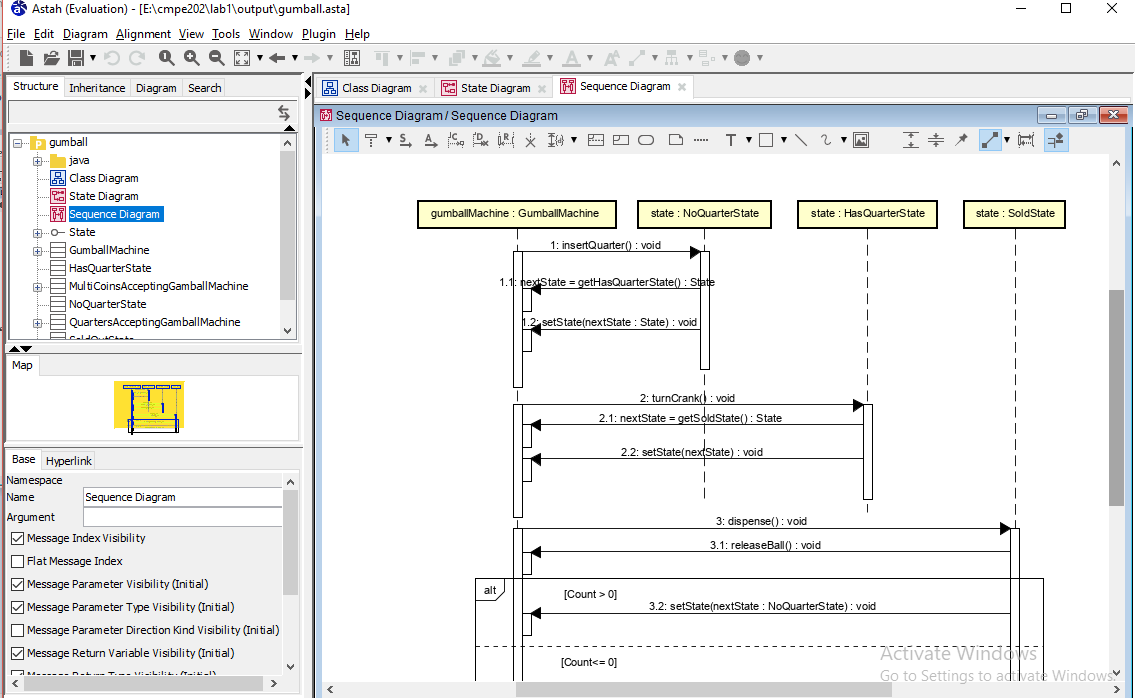 Astah (Evaluation) - [E:\cmpe202\lab1\output\gumball.asta]
File Edit Diagram Alignment View Tools Window Plugin Help
Structure Inheritance Diagram Search
gumball
java
Class Diagram
State Diagram
Sequence Diagram
State
GumballMachine
HasQuarterState
MultiCoinsAcceptingGamballMachine
NoQuarterState
QuartersAcceptingGamballMachine
SoldOutState
Map
Base Hyperlink
Namespace
Name Sequence Diagram
Argument
Message Index Visibility
Flat Message Index
Message Parameter Visibility (Initial)
Message Parameter Type Visibility (Initial)
Message Parameter Direction Kind Visibility (Initial)
Message Return Variable Visibility (Initial)
Message Return Type Visibility (Initial)
Class Diagram State Diagram Sequence Diagram
Sequence Diagram / Sequence Diagram
gumballMachine : GumballMachine
state : NoQuarterState
state : HasQuarterState
state : SoldState
1: insertQuarter() : void
1.1: nextState = getHasQuarterState() : State
1.2: setState(nextState : State) : void
2: turnCrank() : void
2.1: nextState = getSoldState() : State
2.2: setState(nextState) : void
3: dispense() : void
3.1: releaseBall() : void
alt
[Count > 0]
3.2: setState(nextState : NoQuarterState) : void
[Count<= 0]
Activate Windows
Go to Settings to activate Windows.